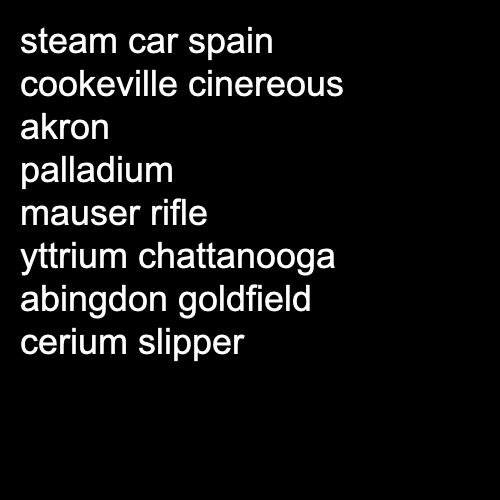 steam car spain
cookeville cinereous
akron
palladium
mauser rifle
yttrium chattanooga
abingdon goldfield
cerium slipper